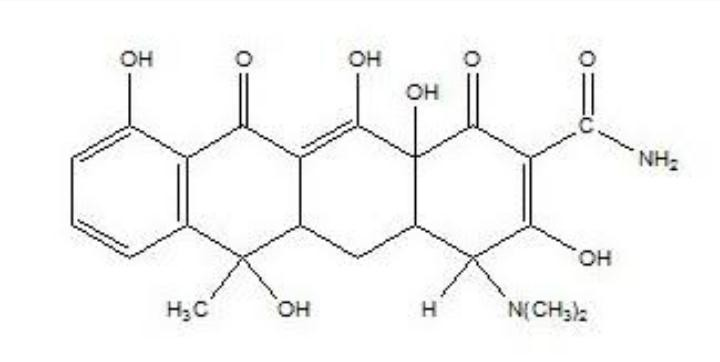 OH O OH O O
OH
C
NH₂
OH
H₃C OH H N(CH₃)₂